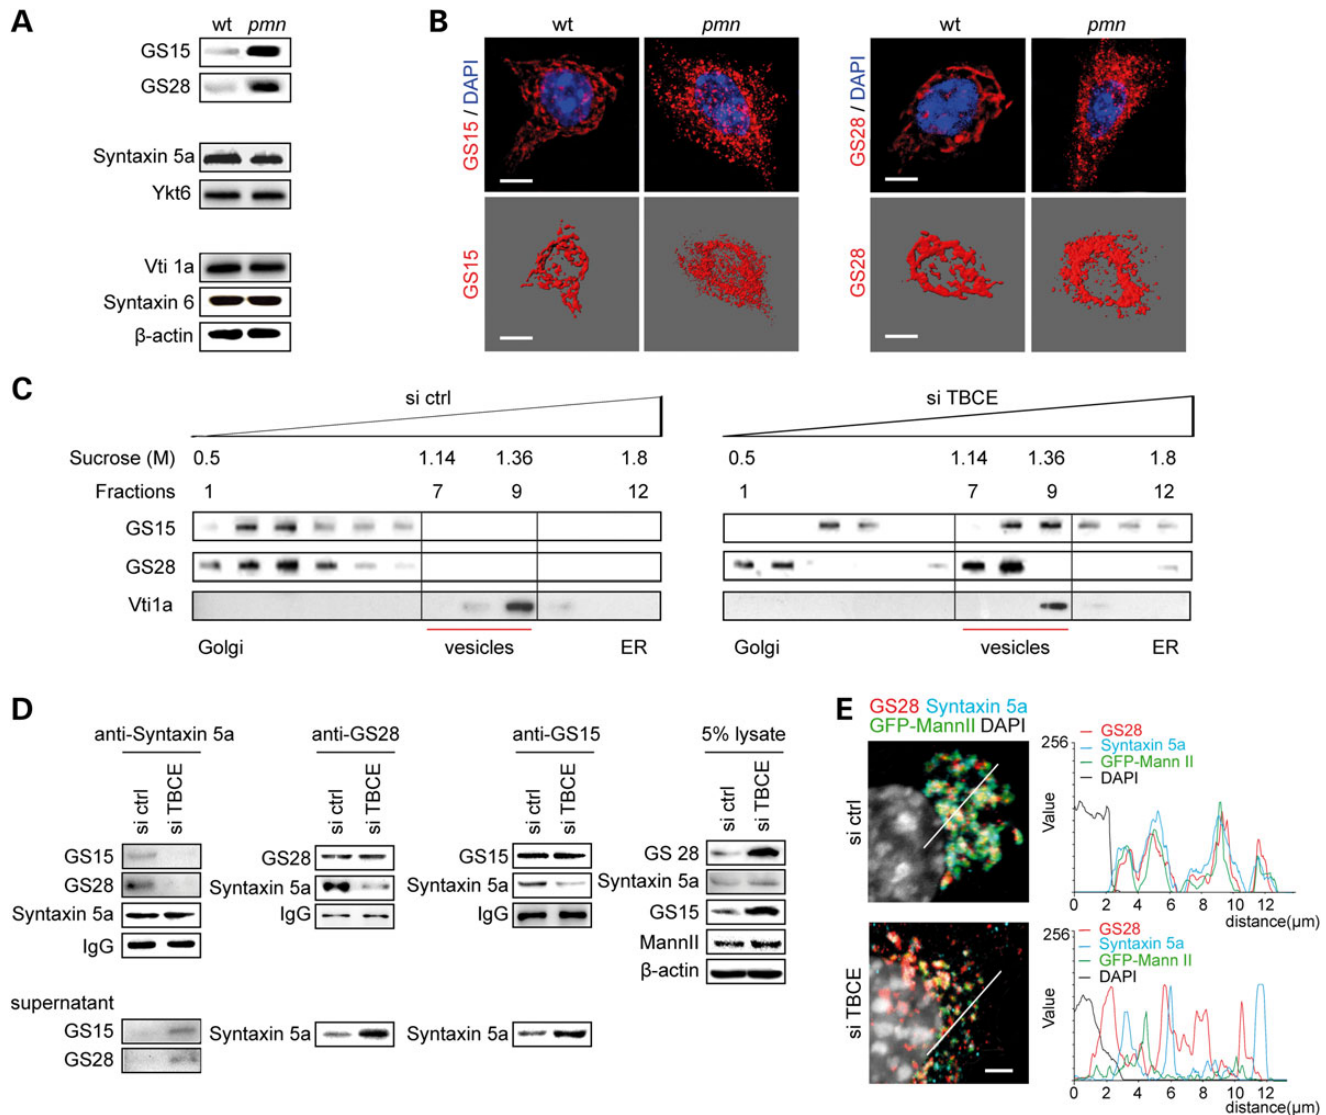 A
wt pmn
GS15
GS28
Syntaxin 5a
Ykt6
Vti 1a
Syntaxin 6
β-actin
B
wt pmn wt pmn
GS15 / DAPI
GS28 / DAPI
GS15
GS28
C
si ctrl
si TBCE
Sucrose (M) 0.5 1.14 1.36 1.8 0.5 1.14 1.36 1.8
Fractions 1 7 9 12 1 7 9 12
GS15
GS28
Vti1a
Golgi vesicles ER Golgi vesicles ER
D
anti-Syntaxin 5a
si ctrl
si TBCE
GS15
GS28
Syntaxin 5a
IgG
supernatant
GS15
GS28
anti-GS28
si ctrl
si TBCE
GS28
Syntaxin 5a
IgG
Syntaxin 5a
anti-GS15
si ctrl
si TBCE
GS15
Syntaxin 5a
IgG
Syntaxin 5a
5% lysate
si ctrl
si TBCE
GS 28
Syntaxin 5a
GS15
MannII
β-actin
E
GS28 Syntaxin 5a
GFP-MannII DAPI
si ctrl
256
Value
GS28
Syntaxin 5a
GFP-Mann II
DAPI
0 2 4 6 8 10 12
distance(μm)
si TBCE
256
Value
GS28
Syntaxin 5a
GFP-Mann II
DAPI
0 2 4 6 8 10 12
distance(μm)